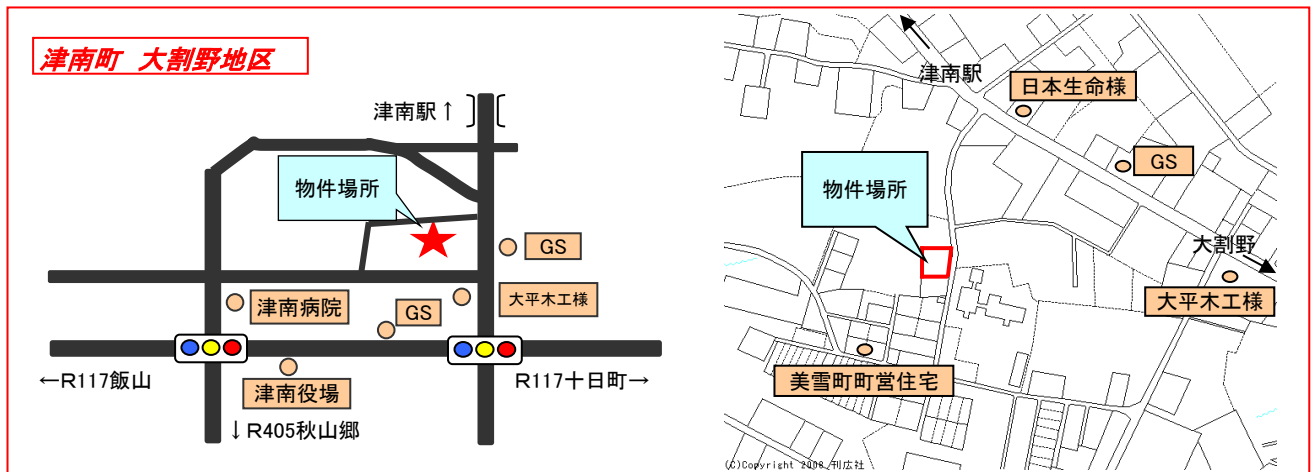 津南町 大割野地区
津南駅↑
物件場所
GS
大平木工様
津南病院
GS
←R117飯山
津南役場
R117十日町→
↓R405秋山郷
津南駅
日本生命様
GS
物件場所
大割野
大平木工様
美雪町町営住宅
(C)Copyright 2008 刊広社